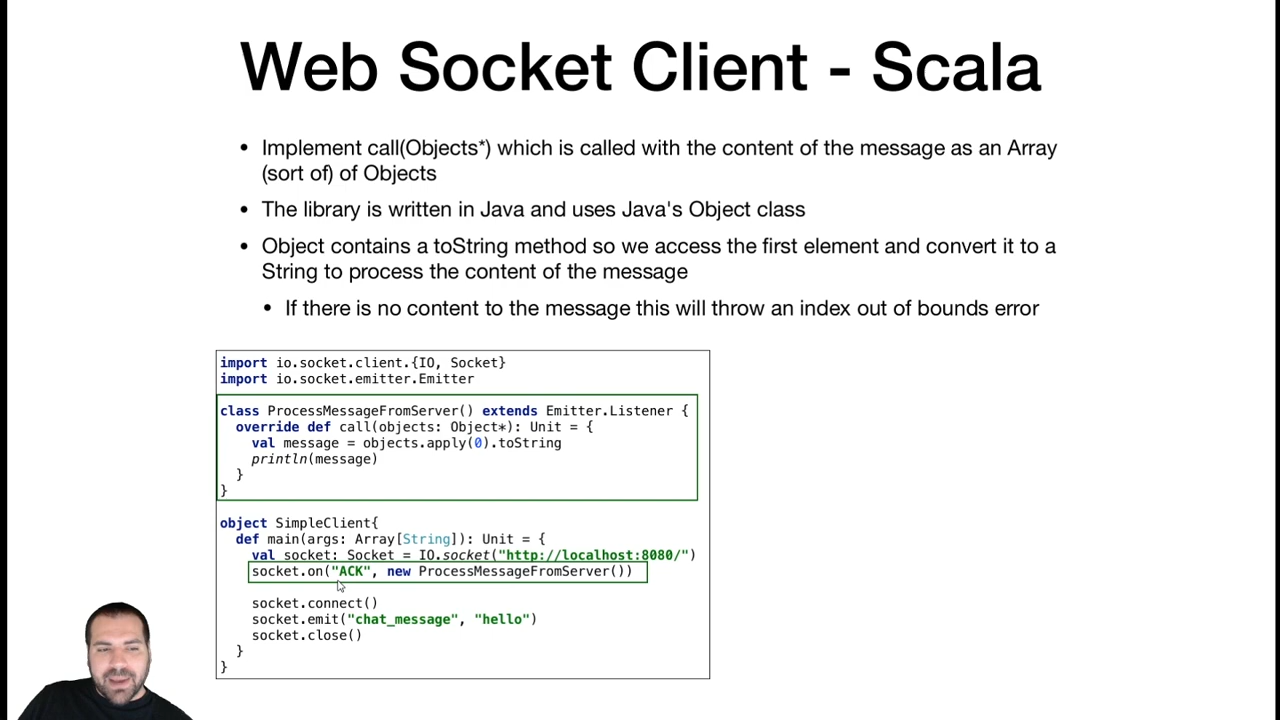 Web Socket Client - Scala
• Implement call(Objects*) which is called with the content of the message as an Array
(sort of) of Objects
• The library is written in Java and uses Java's Object class
• Object contains a toString method so we access the first element and convert it to a
String to process the content of the message
• If there is no content to the message this will throw an index out of bounds error
import io.socket.client.{IO, Socket}
import io.socket.emitter.Emitter
class ProcessMessageFromServer() extends Emitter.Listener {
override def call(objects: Object*): Unit = {
val message = objects.apply(0).toString
println(message)
}
}
object SimpleClient{
def main(args: Array[String]): Unit = {
val socket: Socket = IO.socket("http://localhost:8080/")
socket.on("ACK", new ProcessMessageFromServer())
socket.connect()
socket.emit("chat_message", "hello")
socket.close()
}
}